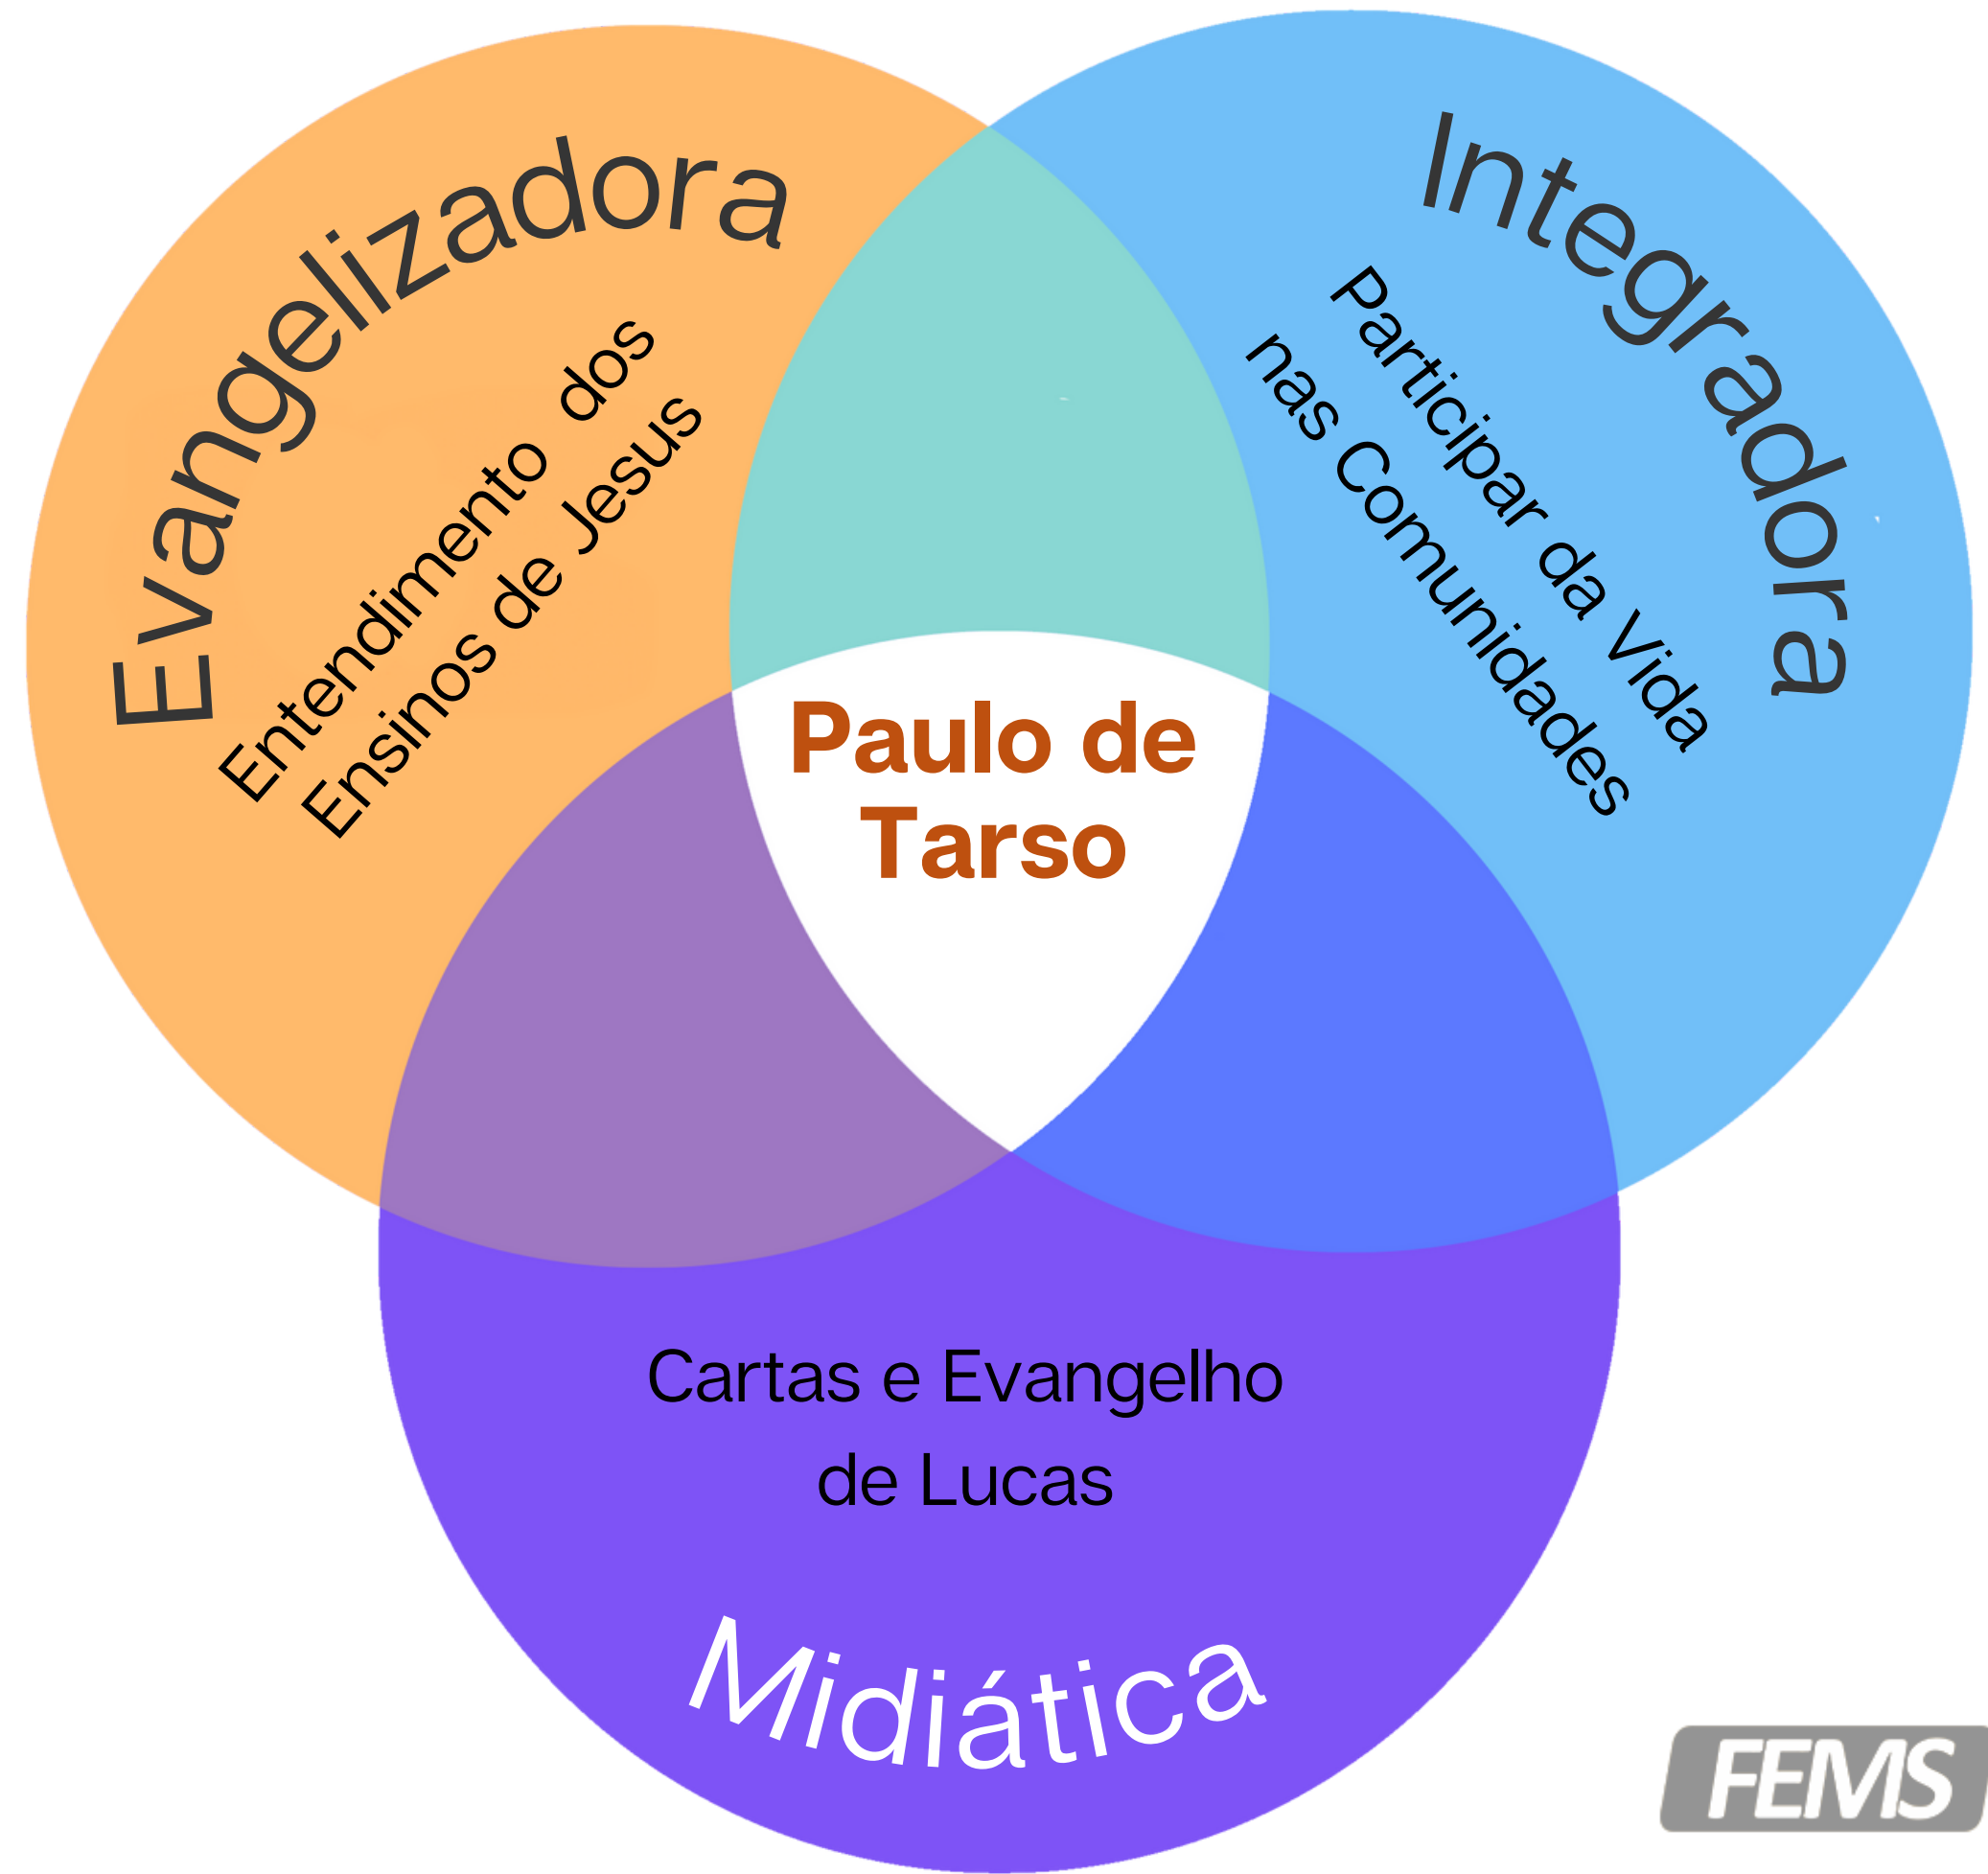 Evangelizadora
Entendimento dos
Ensinos de Jesus
Integradora
Participar da Vida
nas Comunidades
Paulo de
Tarso
Cartas e Evangelho
de Lucas
Midiática
FEMS